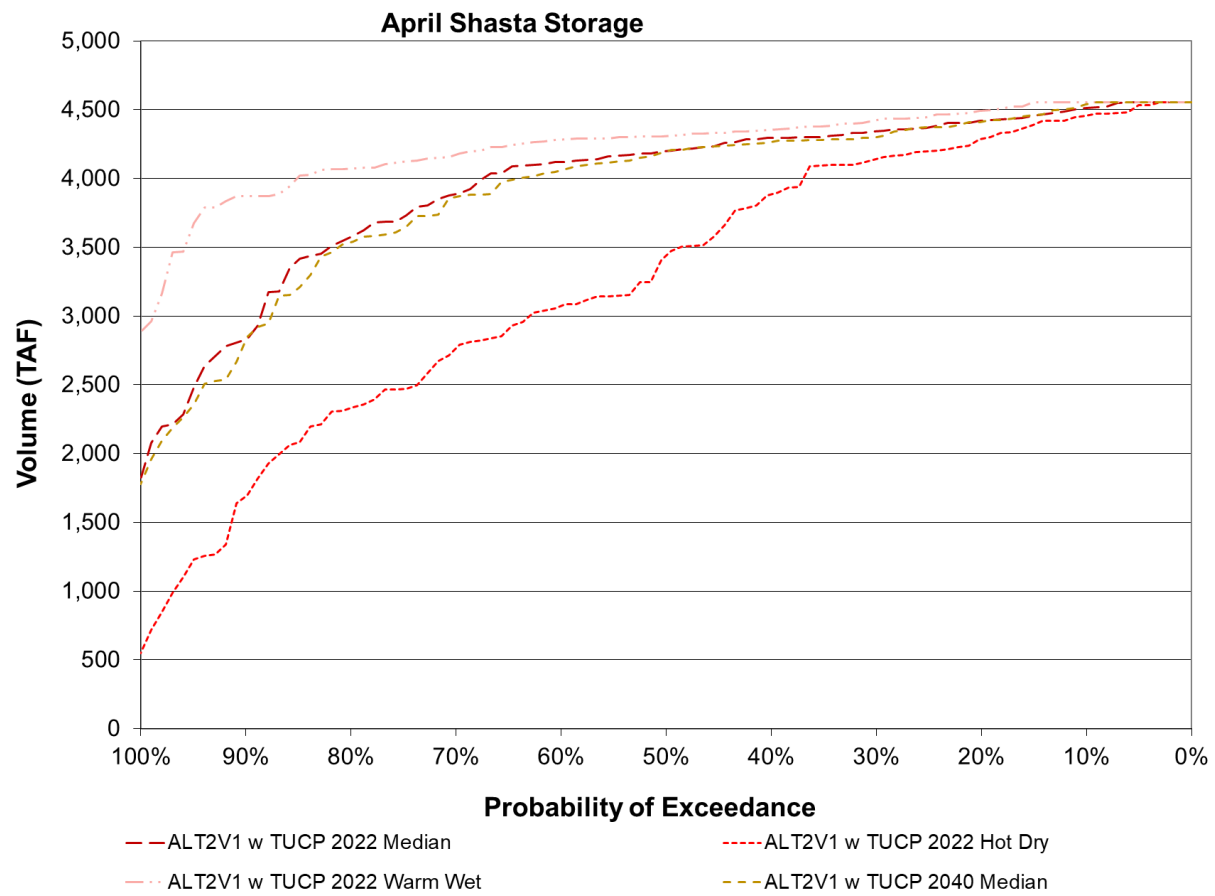 April Shasta Storage
5,000
4,500
4,000
3,500
3,000
2,500
2,000
1,500
1,000
500
0
Volume (TAF)
100% 90% 80% 70% 60% 50% 40% 30% 20% 10% 0%
Probability of Exceedance
ALT2V1 w TUCP 2022 Median ALT2V1 w TUCP 2022 Hot Dry
ALT2V1 w TUCP 2022 Warm Wet ALT2V1 w TUCP 2040 Median